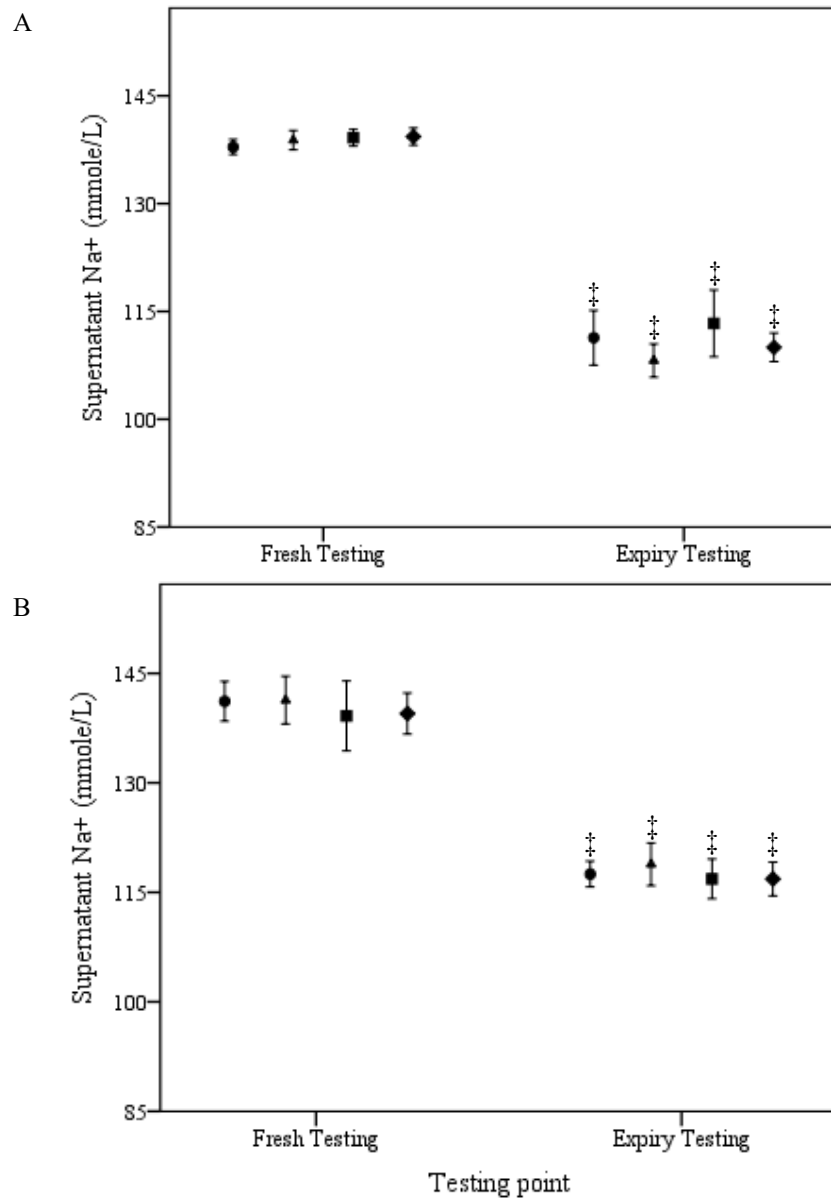 A
Supernatant Na+ (mmole/L)
145
130
115
100
85
‡ ‡ ‡ ‡
Fresh Testing Expiry Testing
B
Supernatant Na+ (mmole/L)
145
130
115
100
85
‡ ‡ ‡ ‡
Fresh Testing Expiry Testing
Testing point